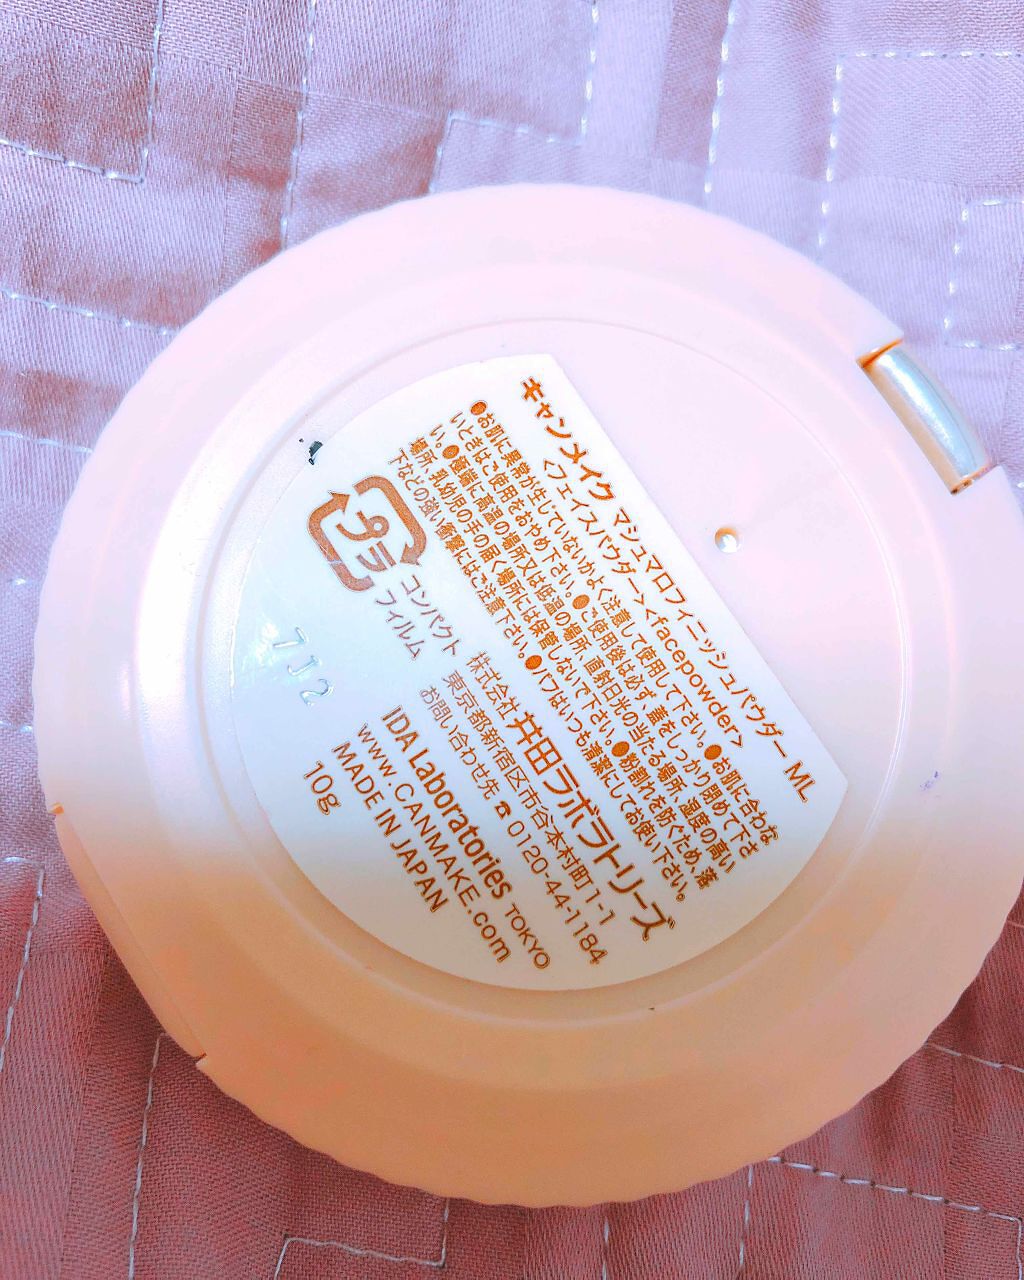 キャンメイク マシュマロフィニッシュパウダー ML
<フェイスパウダー><facepowder>
●お肌に異常が生じていないかよく注意して使用して下さい。●お肌に合わな
いときはご使用をおやめ下さい。●ご使用後は必ず、蓋をしっかり閉めて下さ
い。●極端に高温の場所又は低温の場所、直射日光の当たる場所、湿度の高い
場所、乳幼児の手の届く場所には保管しないで下さい。●粉割れを防ぐため、落
下などの強い衝撃にはご注意下さい。●パフはいつも清潔にしてお使い下さい。
プラ
コンパクト
フィルム
株式会社 井田ラボラトリーズ
東京都新宿区市谷本村町1-1
お問い合わせ先 ☎ 0120-44-1184
IDA Laboratories TOKYO
www.CANMAKE.com
MADE IN JAPAN
10g
7J2